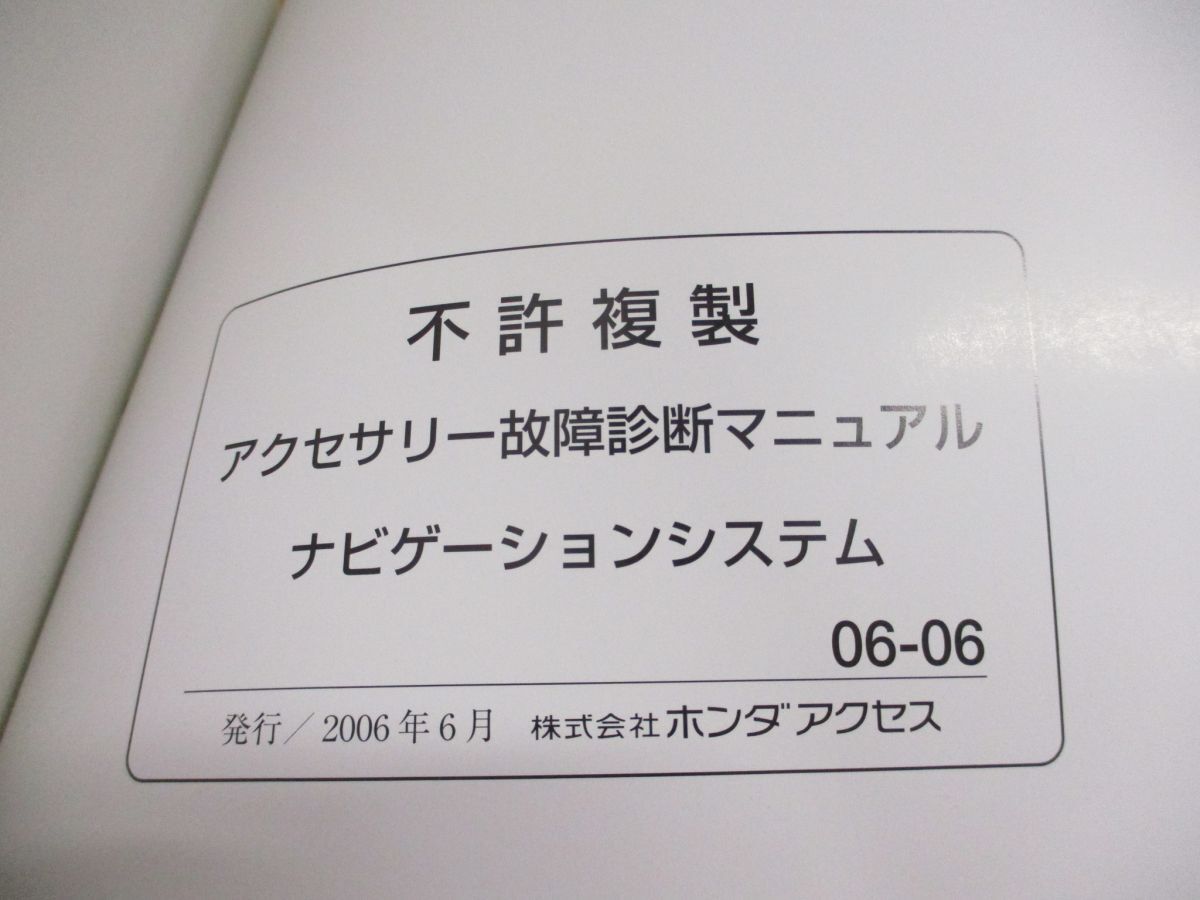 不許複製
アクセサリー故障診断マニュアル
ナビゲーションシステム
06-06
発行／2006年6月 株式会社ホンダアクセス